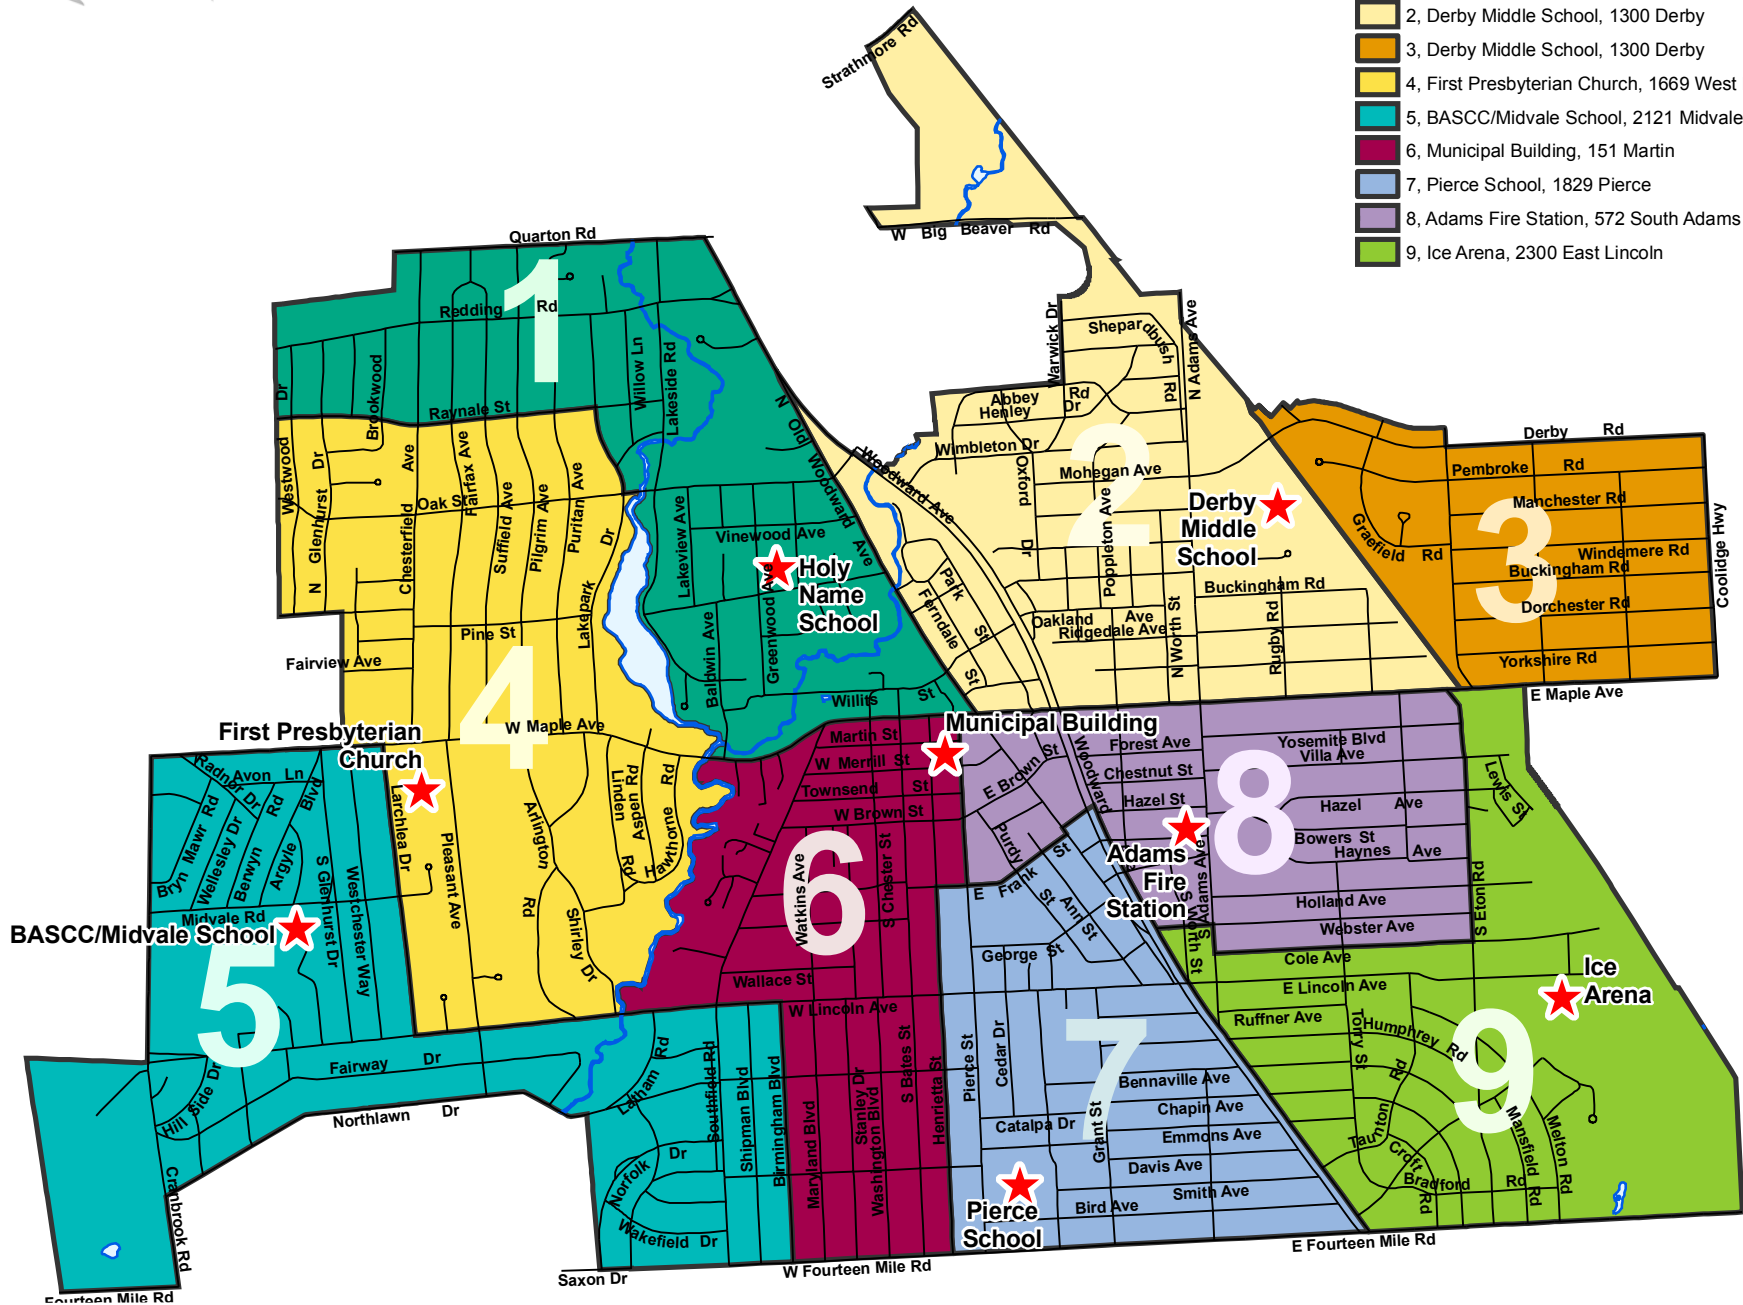 2, Derby Middle School, 1300 Derby
3, Derby Middle School, 1300 Derby
4, First Presbyterian Church, 1669 West
5, BASCC/Midvale School, 2121 Midvale
6, Municipal Building, 151 Martin
7, Pierce School, 1829 Pierce
8, Adams Fire Station, 572 South Adams
9, Ice Arena, 2300 East Lincoln
Strathmore Rd
W Big Beaver Rd
Quarton Rd
1
Redding Rd
Brookwood
Willow Ln
Lakeside Rd
Dr
Raynale St
N Old Woodward Ave
Warwick Dr
Shepardbush Rd
N Adams Ave
Abbey Rd
Henley Dr
Wimbleton Dr
Woodward Ave
Oxford Dr
Mohegan Ave
Poppleton Ave
2
Derby
Middle
School
Derby Rd
Pembroke Rd
Manchester Rd
Graefield Rd
3
Windemere Rd
Buckingham Rd
Dorchester Rd
Yorkshire Rd
Coolidge Hwy
Westwood
N Glenhurst Dr
Chesterfield Ave
Oak St
Fairfax Ave
Suffield Ave
Pilgrim Ave
Puritan Ave
Lakepark Dr
Lakeview Ave
Vinewood Ave
Holy
Name
School
Greenwood Ave
Baldwin Ave
Park St
Ferndale St
Buckingham Rd
Oakland Ave
Ridgedale Ave
N Worth St
Rugby Rd
Pine St
Fairview Ave
4
Willits St
W Maple Ave
E Maple Ave
First Presbyterian
Church
Municipal Building
Martin St
W Merrill St
Townsend St
W Brown St
E Brown St
Woodward
Forest Ave
Chestnut St
Hazel St
Yosemite Blvd
Villa Ave
8
Hazel Ave
Bowers St
Haynes Ave
Holland Ave
Webster Ave
Lewis St
S Eton Rd
Radnor Dr
Avon Ln
Bryn Mawr Rd
Wellesley Dr
Berwyn Rd
Argyle
Blvd
S Glenhurst Dr
Westchester Way
Midvale Rd
BASCC/Midvale School
5
Larchlea Dr
Pleasant Ave
Arlington Rd
Shirley Dr
Linden Rd
Aspen Rd
Hawthorne Rd
Watkins Ave
6
S Chester St
Wallace St
W Lincoln Ave
Purdy St
E Frank St
Ann St
George St
Adams
Fire
Station
S Adams Ave
S Worth St
Cole Ave
E Lincoln Ave
Ice
Arena
Ruffner Ave
Torry St
Humphrey Rd
9
Taunton Rd
Croft Rd
Bradford Rd
Mansfield Rd
Melton Rd
Fairway Dr
Northlawn Dr
Hill Side Dr
Cranbrook Rd
Fourteen Mile Rd
Latham Rd
Southfield Rd
Shipman Blvd
Birmingham Blvd
Norfolk Dr
Wakefield Dr
Saxon Dr
Maryland Blvd
Stanley Dr
Washington Blvd
S Bates St
Henrietta St
Pierce St
Cedar Dr
Catalpa Dr
Grant St
7
Bennaville Ave
Chapin Ave
Emmons Ave
Davis Ave
Smith Ave
Bird Ave
Pierce
School
W Fourteen Mile Rd
E Fourteen Mile Rd